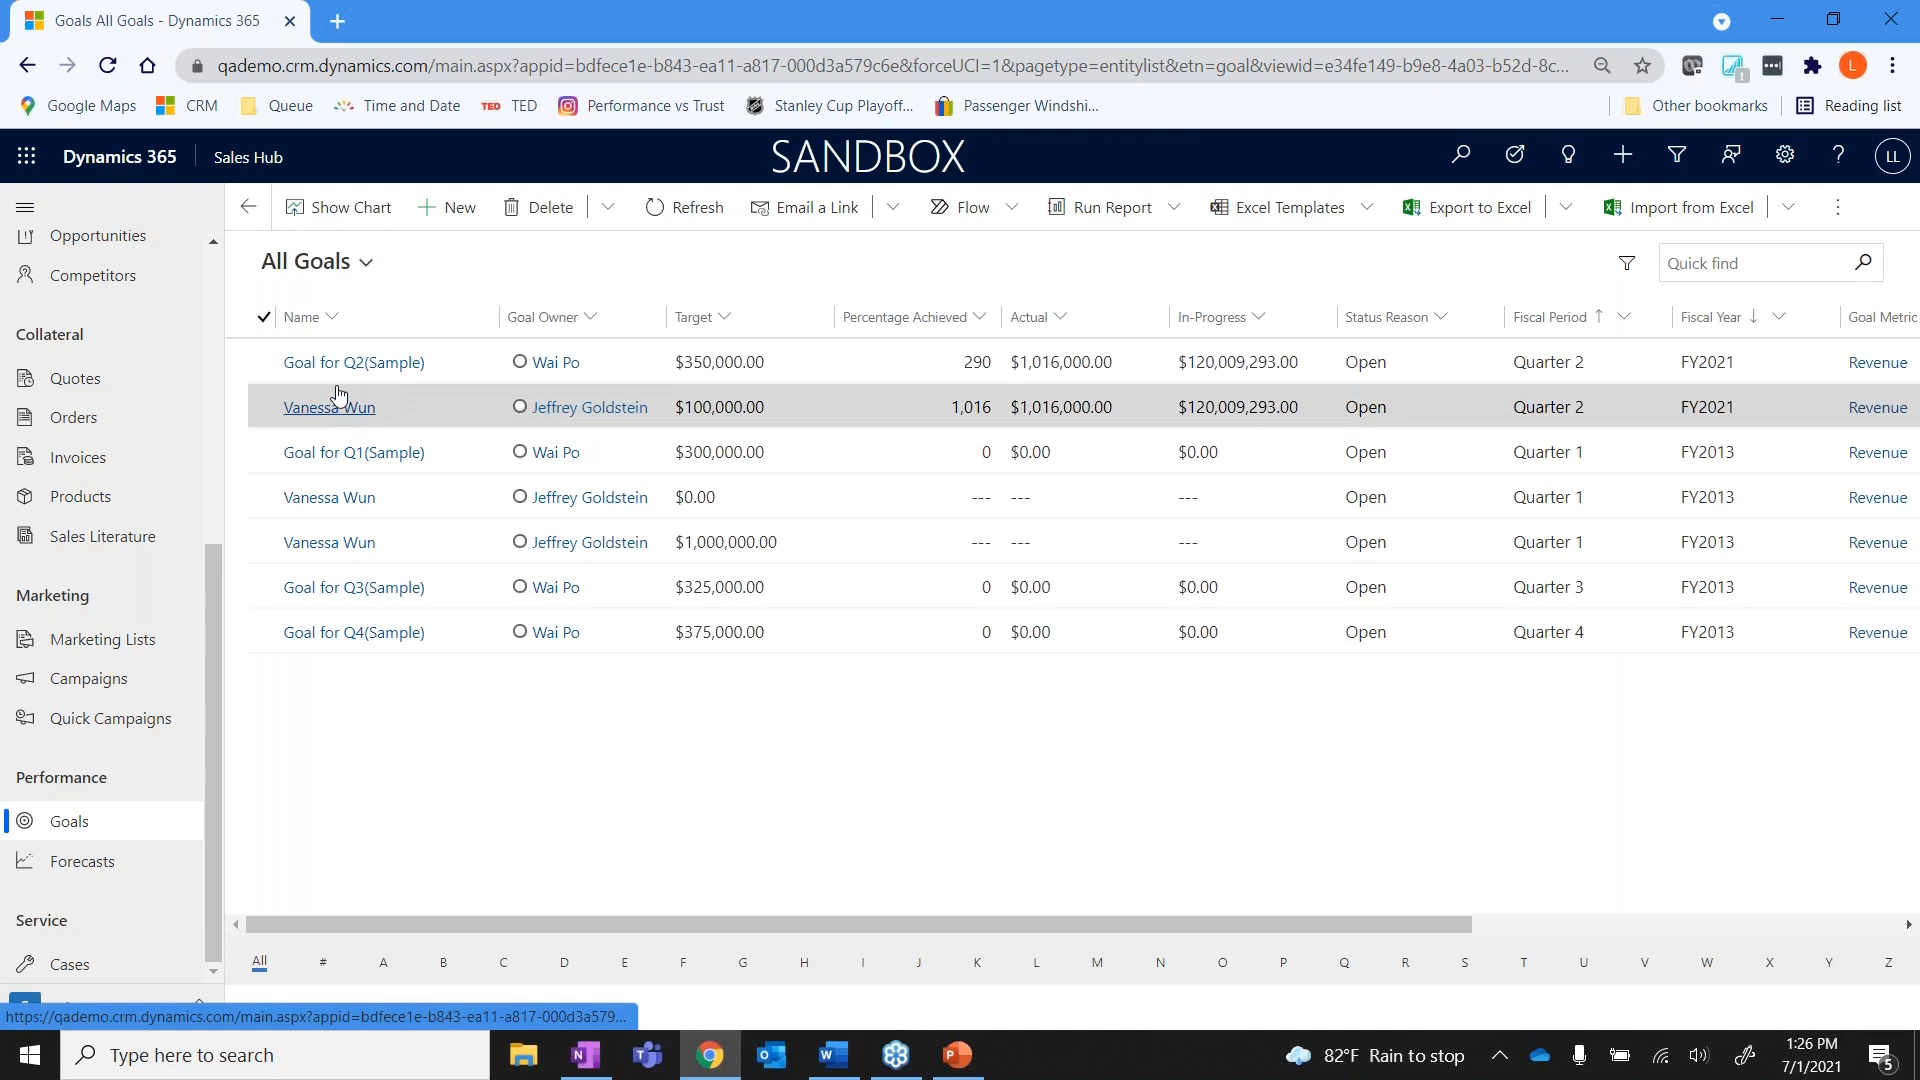 Goals All Goals - Dynamics 365
qademo.crm.dynamics.com/main.aspx?appid=bdfece1e-b843-ea11-a817-000d3a579c6e&forceUCI=1&pagetype=entitylist&etn=goal&viewid=e34fe149-b9e8-4a03-b52d-8c...
L
Google Maps CRM Queue Time and Date TED TED Performance vs Trust Stanley Cup Playoff... Passenger Windshi... Other bookmarks Reading list
Dynamics 365 Sales Hub SANDBOX LL
Show Chart New Delete Refresh Email a Link Flow Run Report Excel Templates Export to Excel Import from Excel
Opportunities
Competitors
Collateral
Quotes
Orders
Invoices
Products
Sales Literature
Marketing
Marketing Lists
Campaigns
Quick Campaigns
Performance
Goals
Forecasts
Service
Cases
All Goals
Quick find
Name Goal Owner Target Percentage Achieved Actual In-Progress Status Reason Fiscal Period Fiscal Year Goal Metric
Goal for Q2(Sample) Wai Po $350,000.00 290 $1,016,000.00 $120,009,293.00 Open Quarter 2 FY2021 Revenue
Vanessa Wun Jeffrey Goldstein $100,000.00 1,016 $1,016,000.00 $120,009,293.00 Open Quarter 2 FY2021 Revenue
Goal for Q1(Sample) Wai Po $300,000.00 0 $0.00 $0.00 Open Quarter 1 FY2013 Revenue
Vanessa Wun Jeffrey Goldstein $0.00 --- --- --- Open Quarter 1 FY2013 Revenue
Vanessa Wun Jeffrey Goldstein $1,000,000.00 --- --- --- Open Quarter 1 FY2013 Revenue
Goal for Q3(Sample) Wai Po $325,000.00 0 $0.00 $0.00 Open Quarter 3 FY2013 Revenue
Goal for Q4(Sample) Wai Po $375,000.00 0 $0.00 $0.00 Open Quarter 4 FY2013 Revenue
All # A B C D E F G H I J K L M N O P Q R S T U V W X Y Z
https://qademo.crm.dynamics.com/main.aspx?appid=bdfece1e-b843-ea11-a817-000d3a579...
Type here to search
82°F Rain to stop
1:26 PM
7/1/2021
5